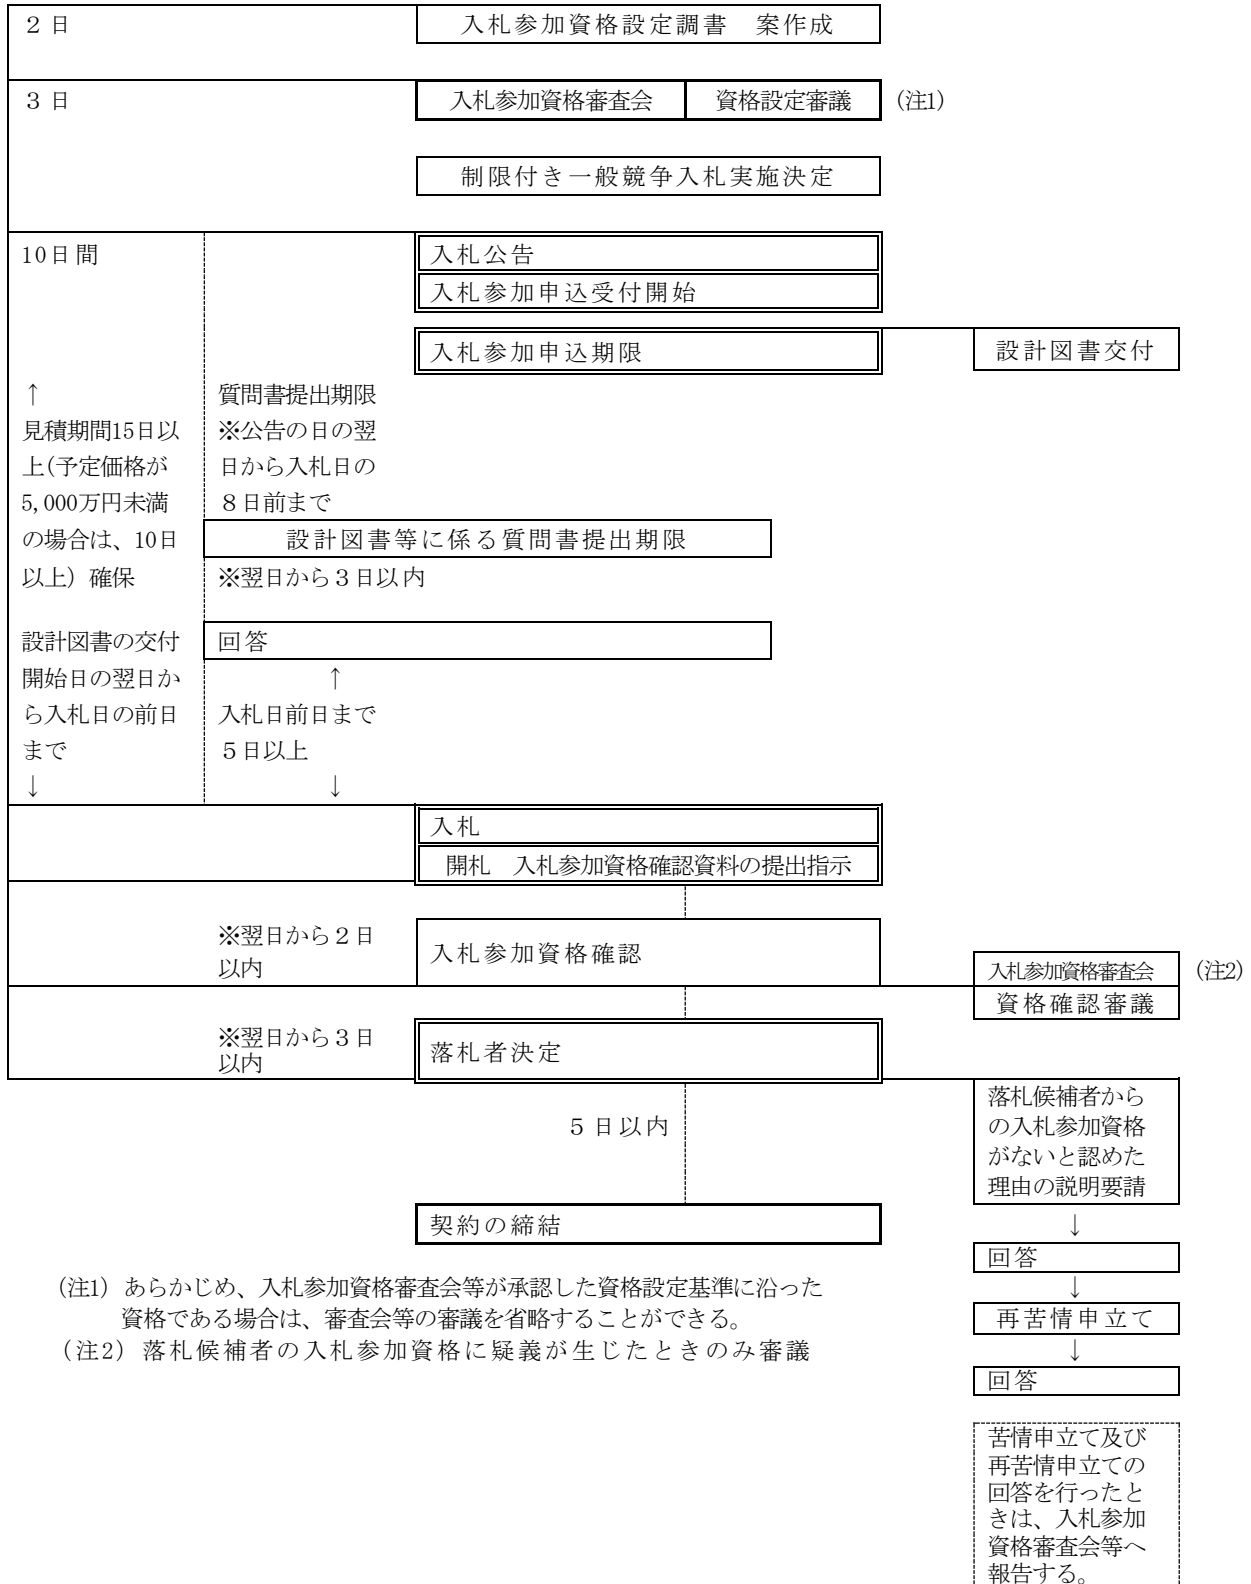 ２日
入札参加資格設定調書　案作成
３日
入札参加資格審査会
資格設定審議
（注1）
制限付き一般競争入札実施決定
10日間
入札公告
入札参加申込受付開始
入札参加申込期限
設計図書交付
↑
見積期間15日以
上(予定価格が
5,000万円未満
の場合は、10日
以上）確保
質問書提出期限
※公告の日の翌
日から入札日の
８日前まで
設計図書等に係る質問書提出期限
※翌日から３日以内
設計図書の交付
開始日の翌日か
ら入札日の前日
まで
↓
回答
↑
入札日前日まで
５日以上
↓
入札
開札　入札参加資格確認資料の提出指示
※翌日から２日
以内
入札参加資格確認
入札参加資格審査会
（注2）
資格確認審議
※翌日から３日
以内
落札者決定
５日以内
契約の締結
落札候補者から
の入札参加資格
がないと認めた
理由の説明要請
↓
回答
↓
再苦情申立て
↓
回答
（注1）あらかじめ、入札参加資格審査会等が承認した資格設定基準に沿った
資格である場合は、審査会等の審議を省略することができる。
（注2）落札候補者の入札参加資格に疑義が生じたときのみ審議
苦情申立て及び
再苦情申立ての
回答を行ったと
きは、入札参加
資格審査会等へ
報告する。